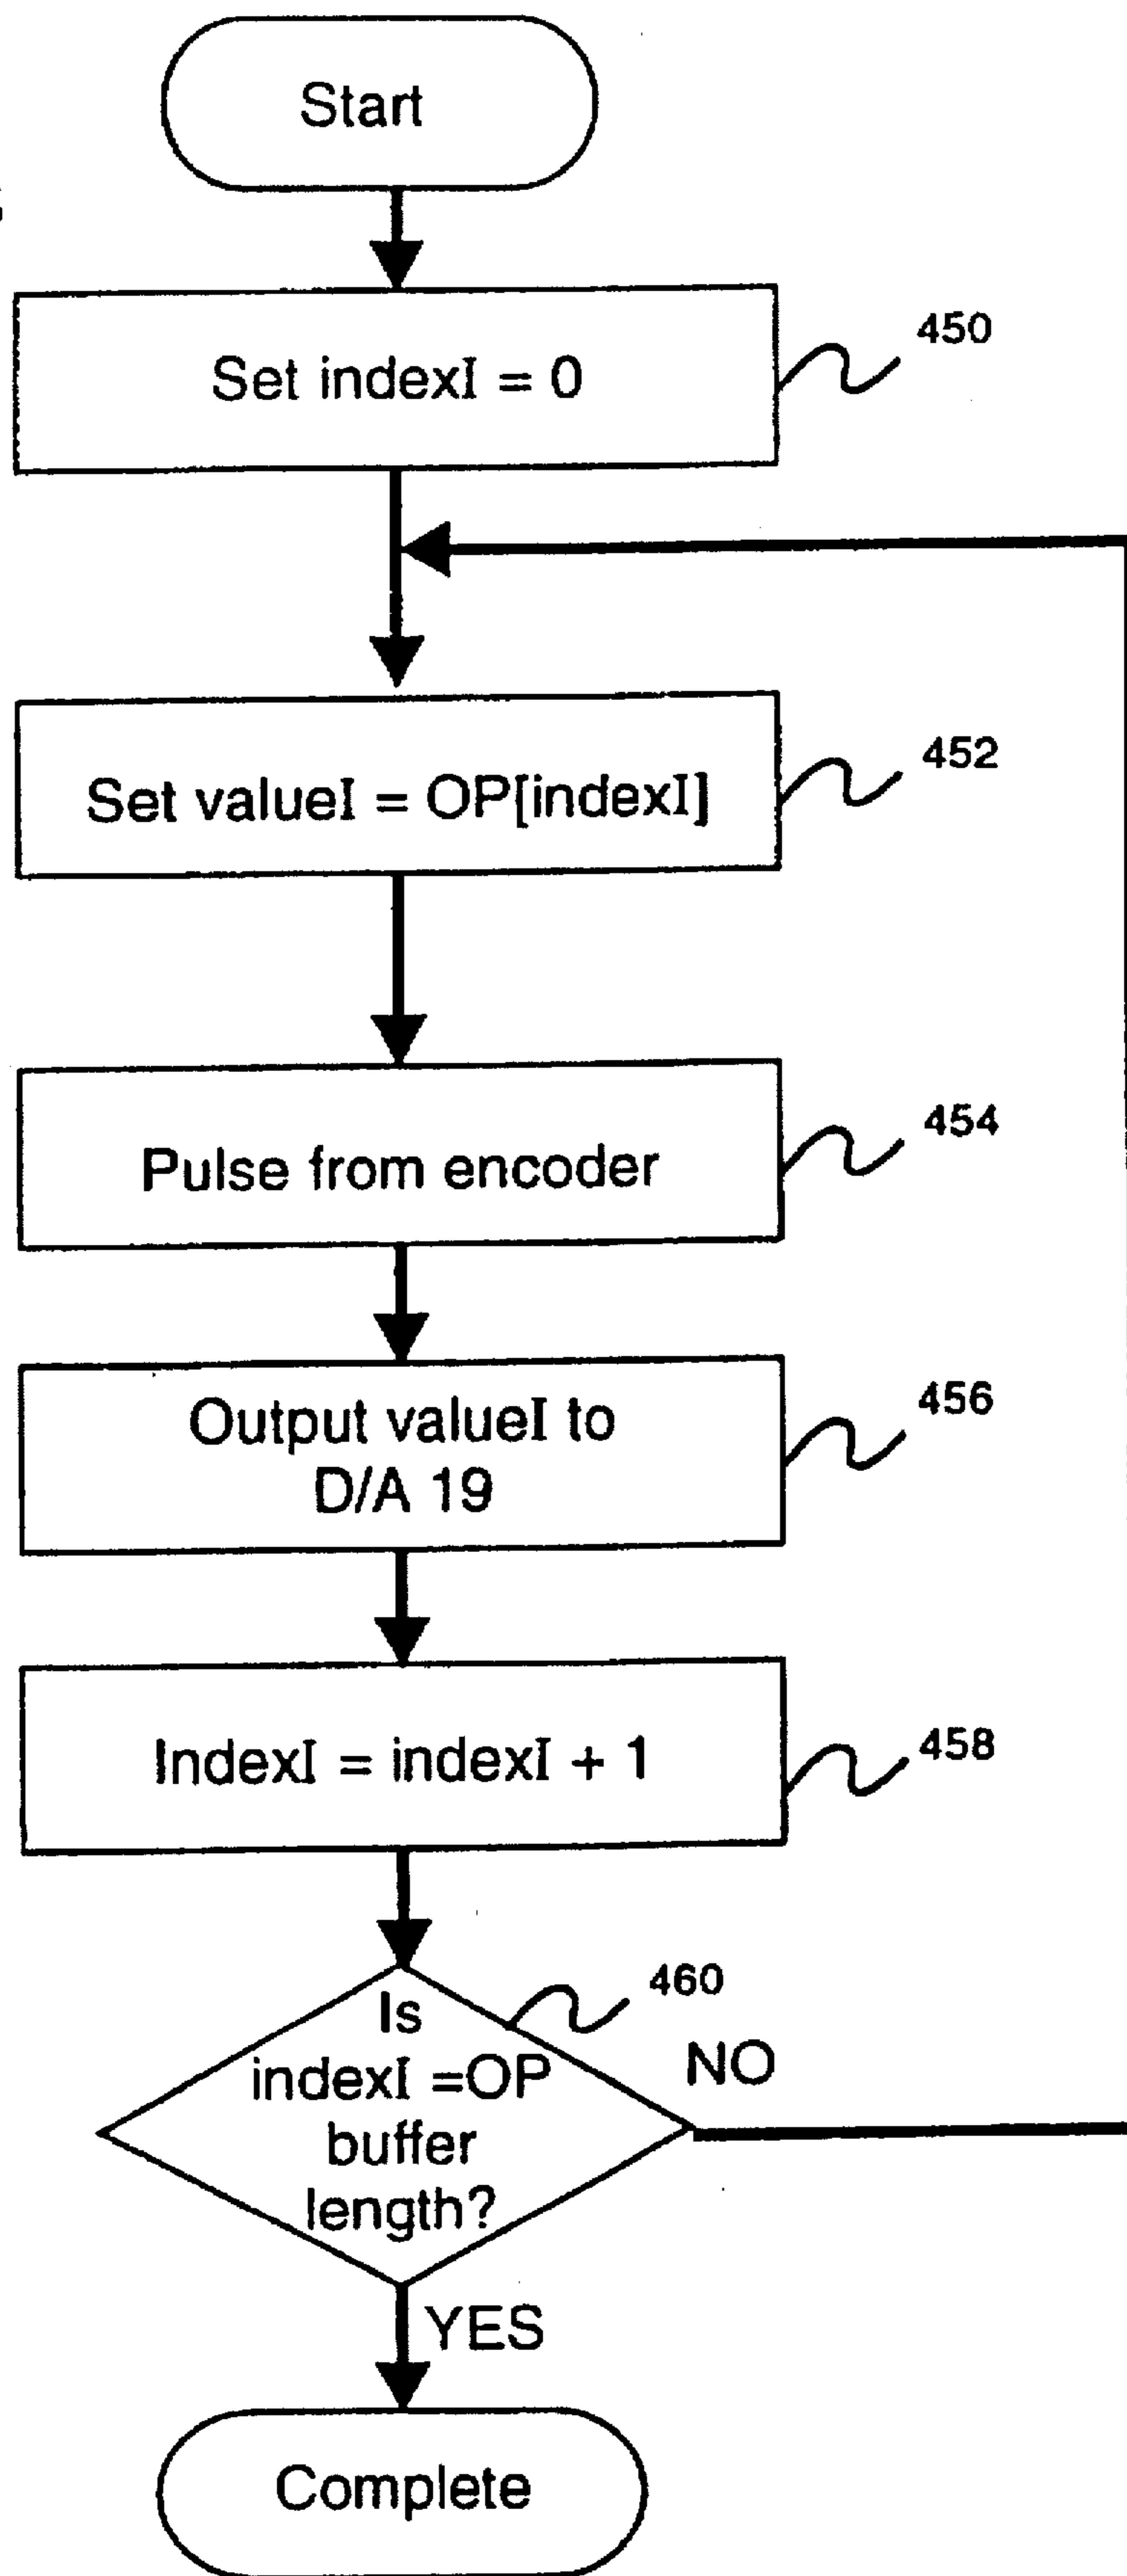 Start
Set indexI = 0
450
Set valueI = OP[indexI]
452
Pulse from encoder
454
Output valueI to
D/A 19
456
IndexI = indexI + 1
458
Is
indexI =OP
buffer
length?
460
NO
YES
Complete